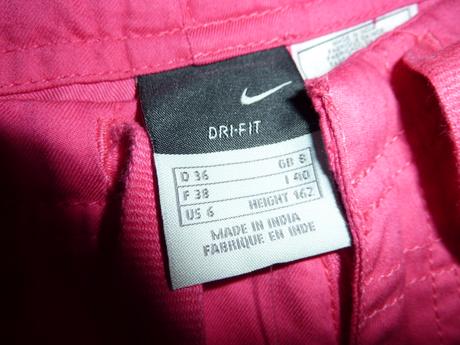 DRI-FIT
D 36 GB 8
F 38 I 40
US 6 HEIGHT 162
MADE IN INDIA
FABRIQUE EN INDE